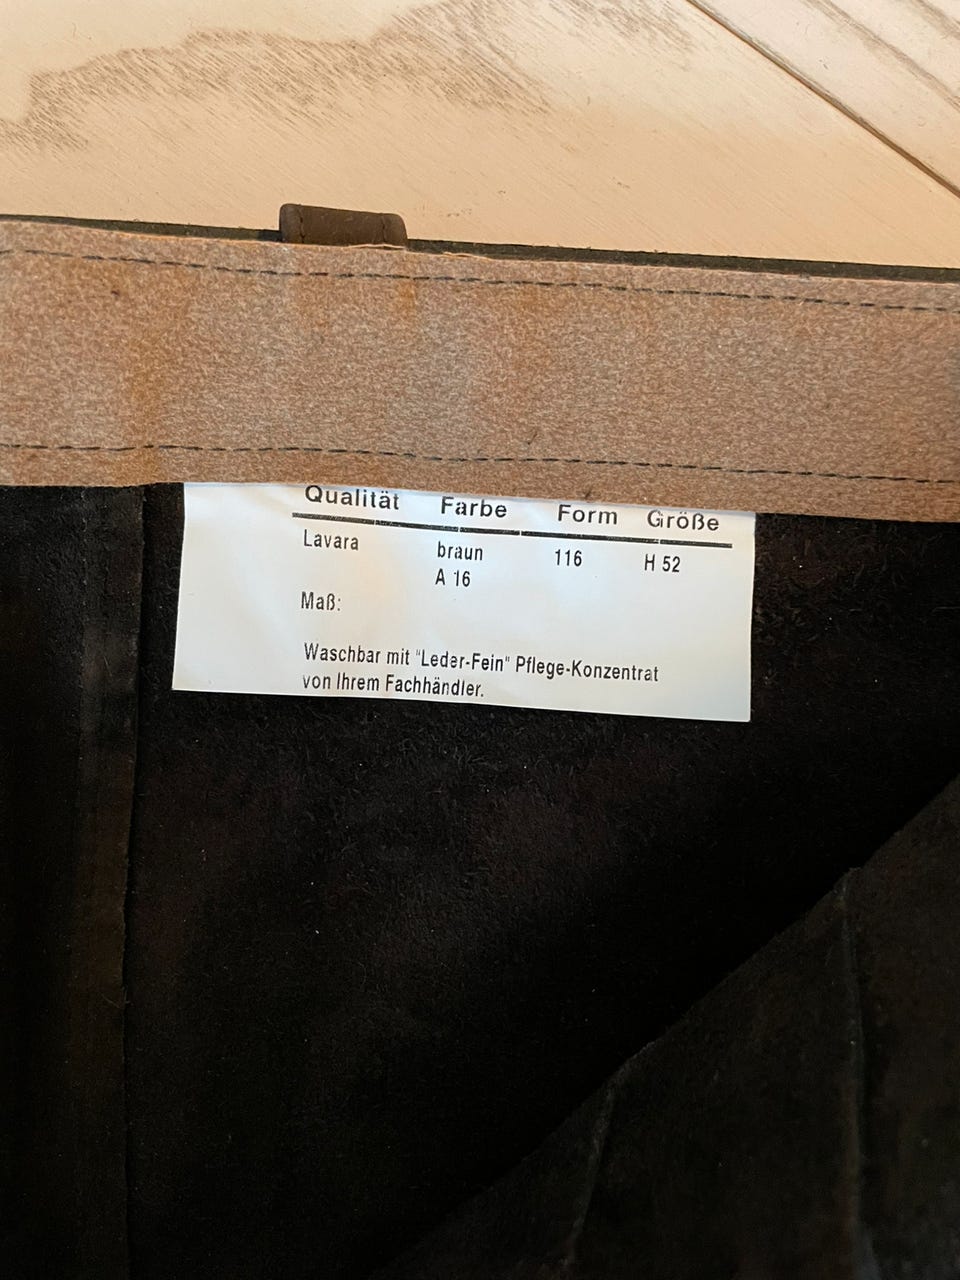 Qualität Farbe Form Größe
Lavara braun 116 H 52
A 16
Maß:
Waschbar mit "Leder-Fein" Pflege-Konzentrat
von Ihrem Fachhändler.